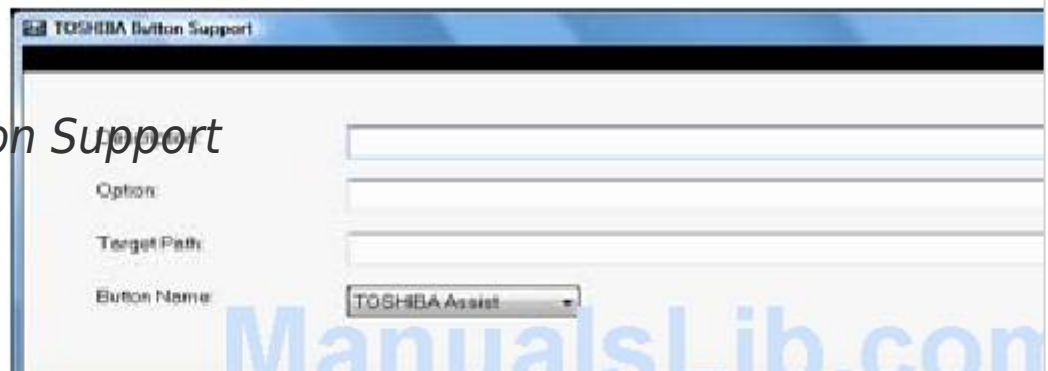 TOSHIBA Button Support
on Support
Option:
Target Path:
Button Name:
TOSHIBA Assist
ManualsLib.com